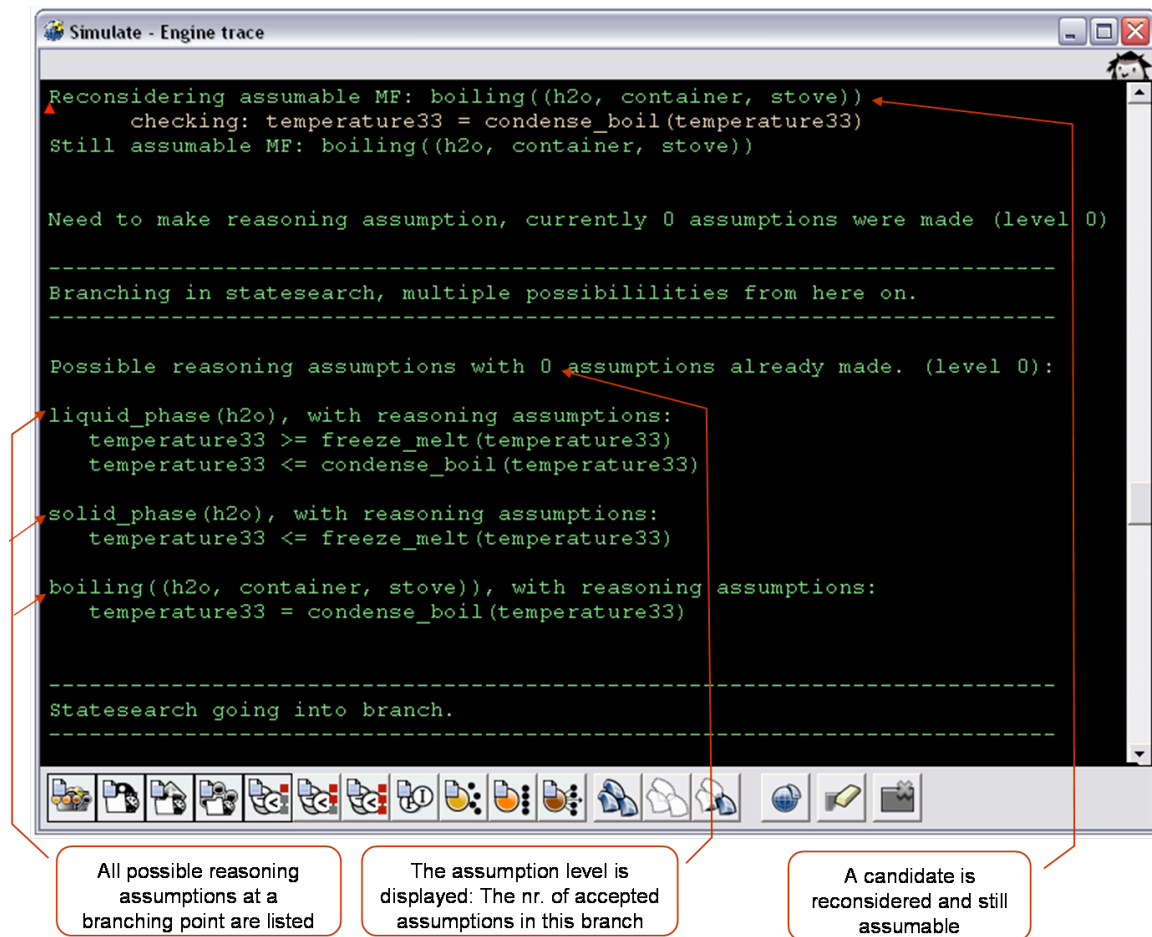 Simulate - Engine trace
Reconsidering assumable MF: boiling((h2o, container, stove))
checking: temperature33 = condense_boil(temperature33)
Still assumable MF: boiling((h2o, container, stove))
Need to make reasoning assumption, currently 0 assumptions were made (level 0)
---------------------------------------------------------------------------
Branching in statesearch, multiple possibililities from here on.
---------------------------------------------------------------------------
Possible reasoning assumptions with 0 assumptions already made. (level 0):
liquid_phase(h2o), with reasoning assumptions:
temperature33 >= freeze_melt(temperature33)
temperature33 <= condense_boil(temperature33)
solid_phase(h2o), with reasoning assumptions:
temperature33 <= freeze_melt(temperature33)
boiling((h2o, container, stove)), with reasoning assumptions:
temperature33 = condense_boil(temperature33)
---------------------------------------------------------------------------
Statesearch going into branch.
---------------------------------------------------------------------------
All possible reasoning
assumptions at a
branching point are listed
The assumption level is
displayed: The nr. of accepted
assumptions in this branch
A candidate is
reconsidered and still
assumable